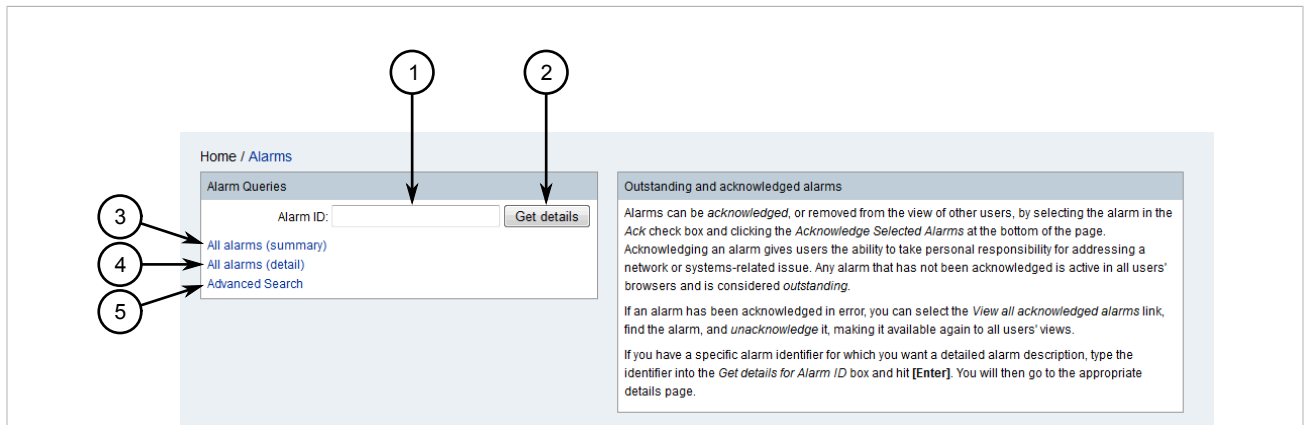 1
2
Home / Alarms
Alarm Queries
Alarm ID:
Get details
3
All alarms (summary)
4
All alarms (detail)
5
Advanced Search
Outstanding and acknowledged alarms
Alarms can be acknowledged, or removed from the view of other users, by selecting the alarm in the
Ack check box and clicking the Acknowledge Selected Alarms at the bottom of the page.
Acknowledging an alarm gives users the ability to take personal responsibility for addressing a
network or systems-related issue. Any alarm that has not been acknowledged is active in all users'
browsers and is considered outstanding.
If an alarm has been acknowledged in error, you can select the View all acknowledged alarms link,
find the alarm, and unacknowledge it, making it available again to all users' views.
If you have a specific alarm identifier for which you want a detailed alarm description, type the
identifier into the Get details for Alarm ID box and hit [Enter]. You will then go to the appropriate
details page.